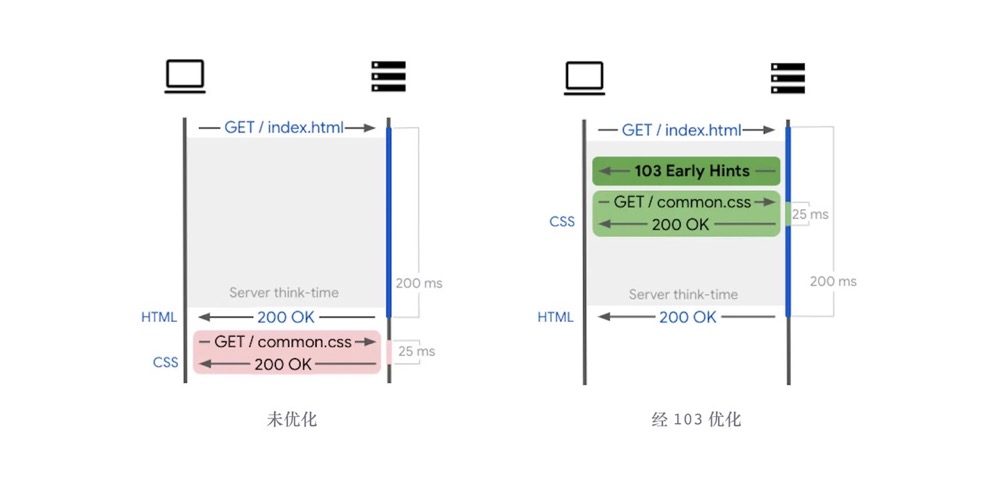 GET / index.html
Server think-time
200 ms
HTML
200 OK
GET / common.css
25 ms
CSS
200 OK
未优化
GET / index.html
103 Early Hints
GET / common.css
25 ms
CSS
200 OK
200 ms
Server think-time
HTML
200 OK
经 103 优化